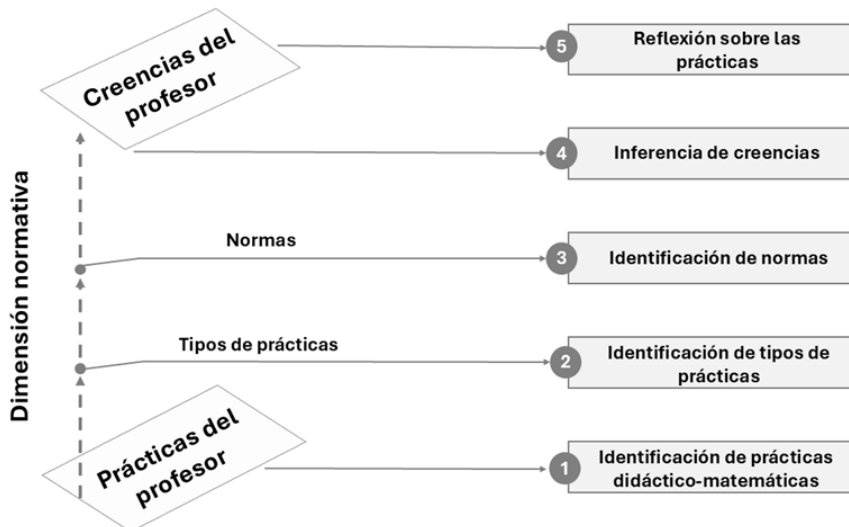 Creencias del
profesor
5
Reflexión sobre las
prácticas
4
Inferencia de creencias
Dimensión normativa
Normas
3
Identificación de normas
Tipos de prácticas
2
Identificación de tipos de
prácticas
Prácticas del
profesor
1
Identificación de prácticas
didáctico-matemáticas